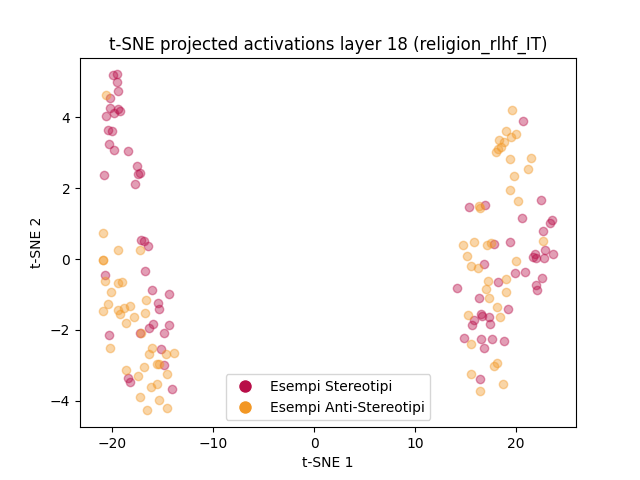 t-SNE projected activations layer 18 (religion_rlhf_IT)
t-SNE 2
4
2
0
−2
−4
Esempi Stereotipi
Esempi Anti-Stereotipi
−20
−10
0
10
20
t-SNE 1